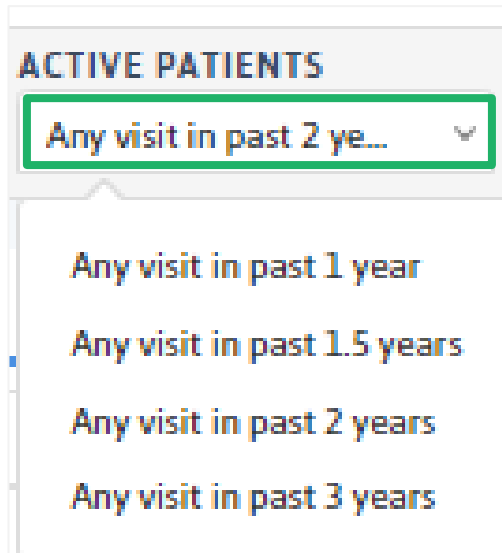 ACTIVE PATIENTS
Any visit in past 2 ye...
Any visit in past 1 year
Any visit in past 1.5 years
Any visit in past 2 years
Any visit in past 3 years